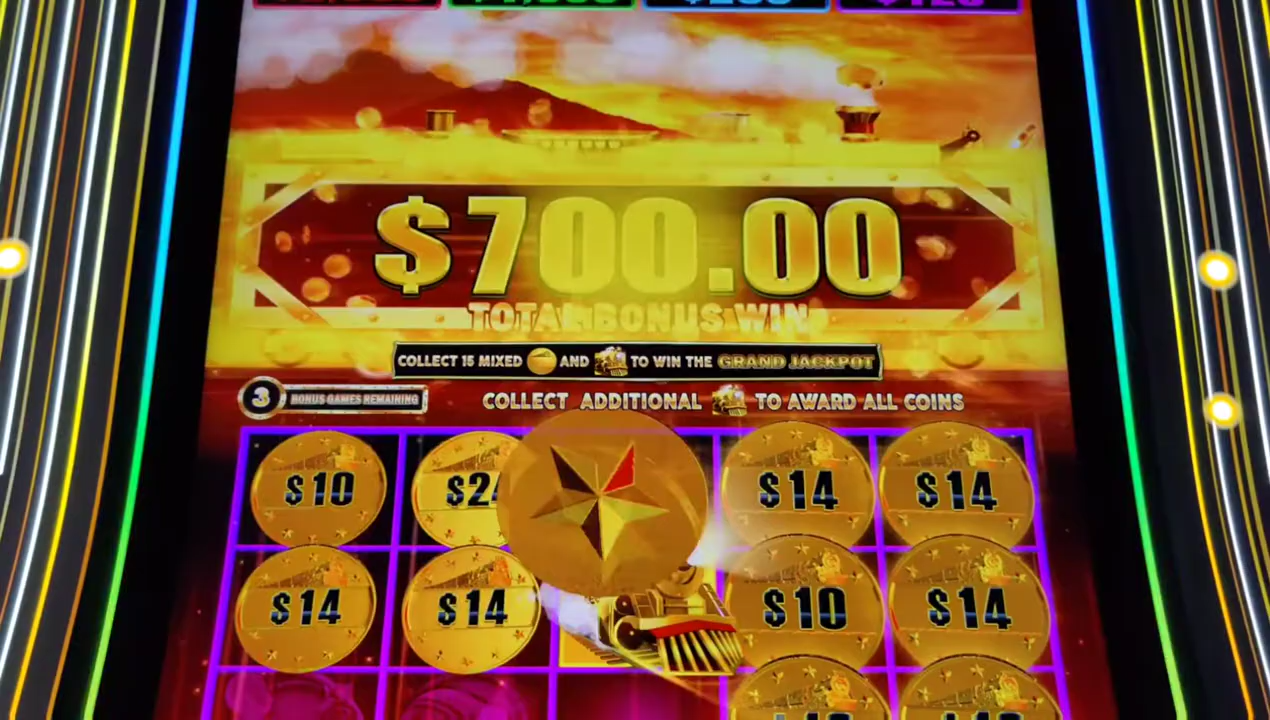 $700.00
TOTAL BONUS WIN
COLLECT 15 MIXED AND TO WIN THE GRAND JACKPOT
3 BONUS GAMES REMAINING
COLLECT ADDITIONAL TO AWARD ALL COINS
$10 $14 $14
$14 $14 $10 $14